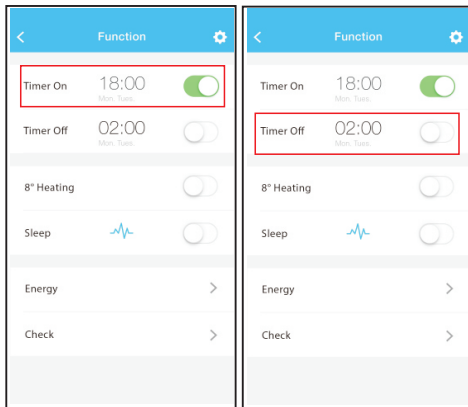 Function
Timer On 18:00
Mon. Tues.
Timer Off 02:00
Mon. Tues.
8° Heating
Sleep
Energy
Check
Function
Timer On 18:00
Mon. Tues.
Timer Off 02:00
Mon. Tues.
8° Heating
Sleep
Energy
Check